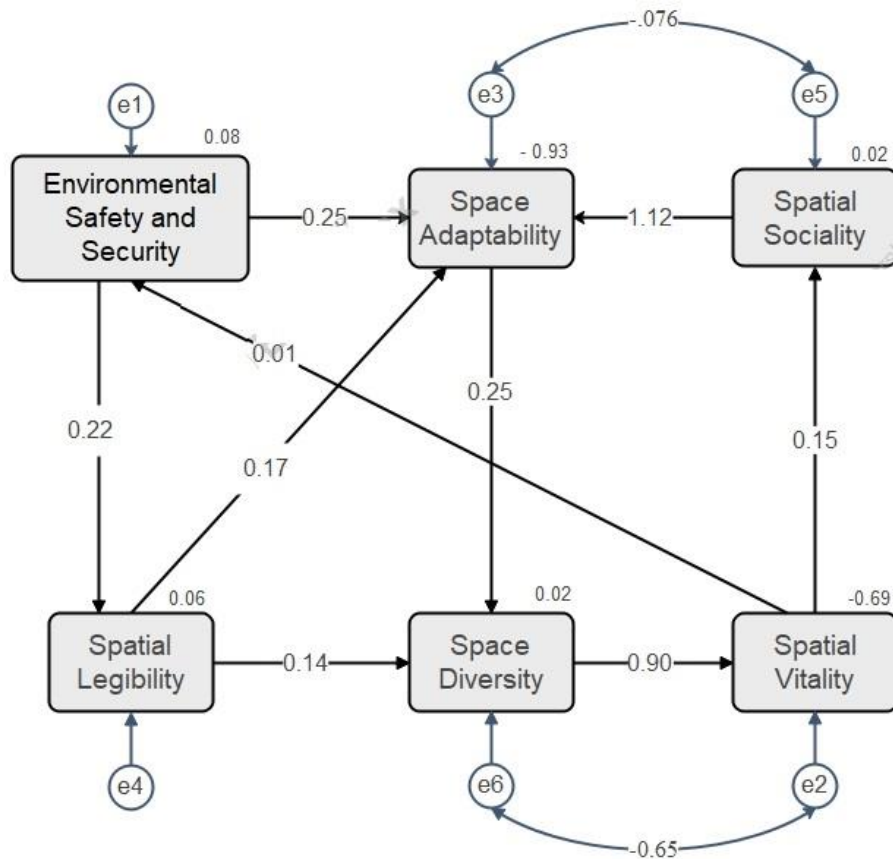 -.076
e1
e3
e5
0.08
- 0.93
0.02
Environmental
Safety and
Security
0.25
Space
Adaptability
1.12
Spatial
Sociality
0.01
0.22
0.25
0.17
0.15
0.06
0.02
-0.69
Spatial
Legibility
0.14
Space
Diversity
0.90
Spatial
Vitality
e4
e6
e2
-0.65